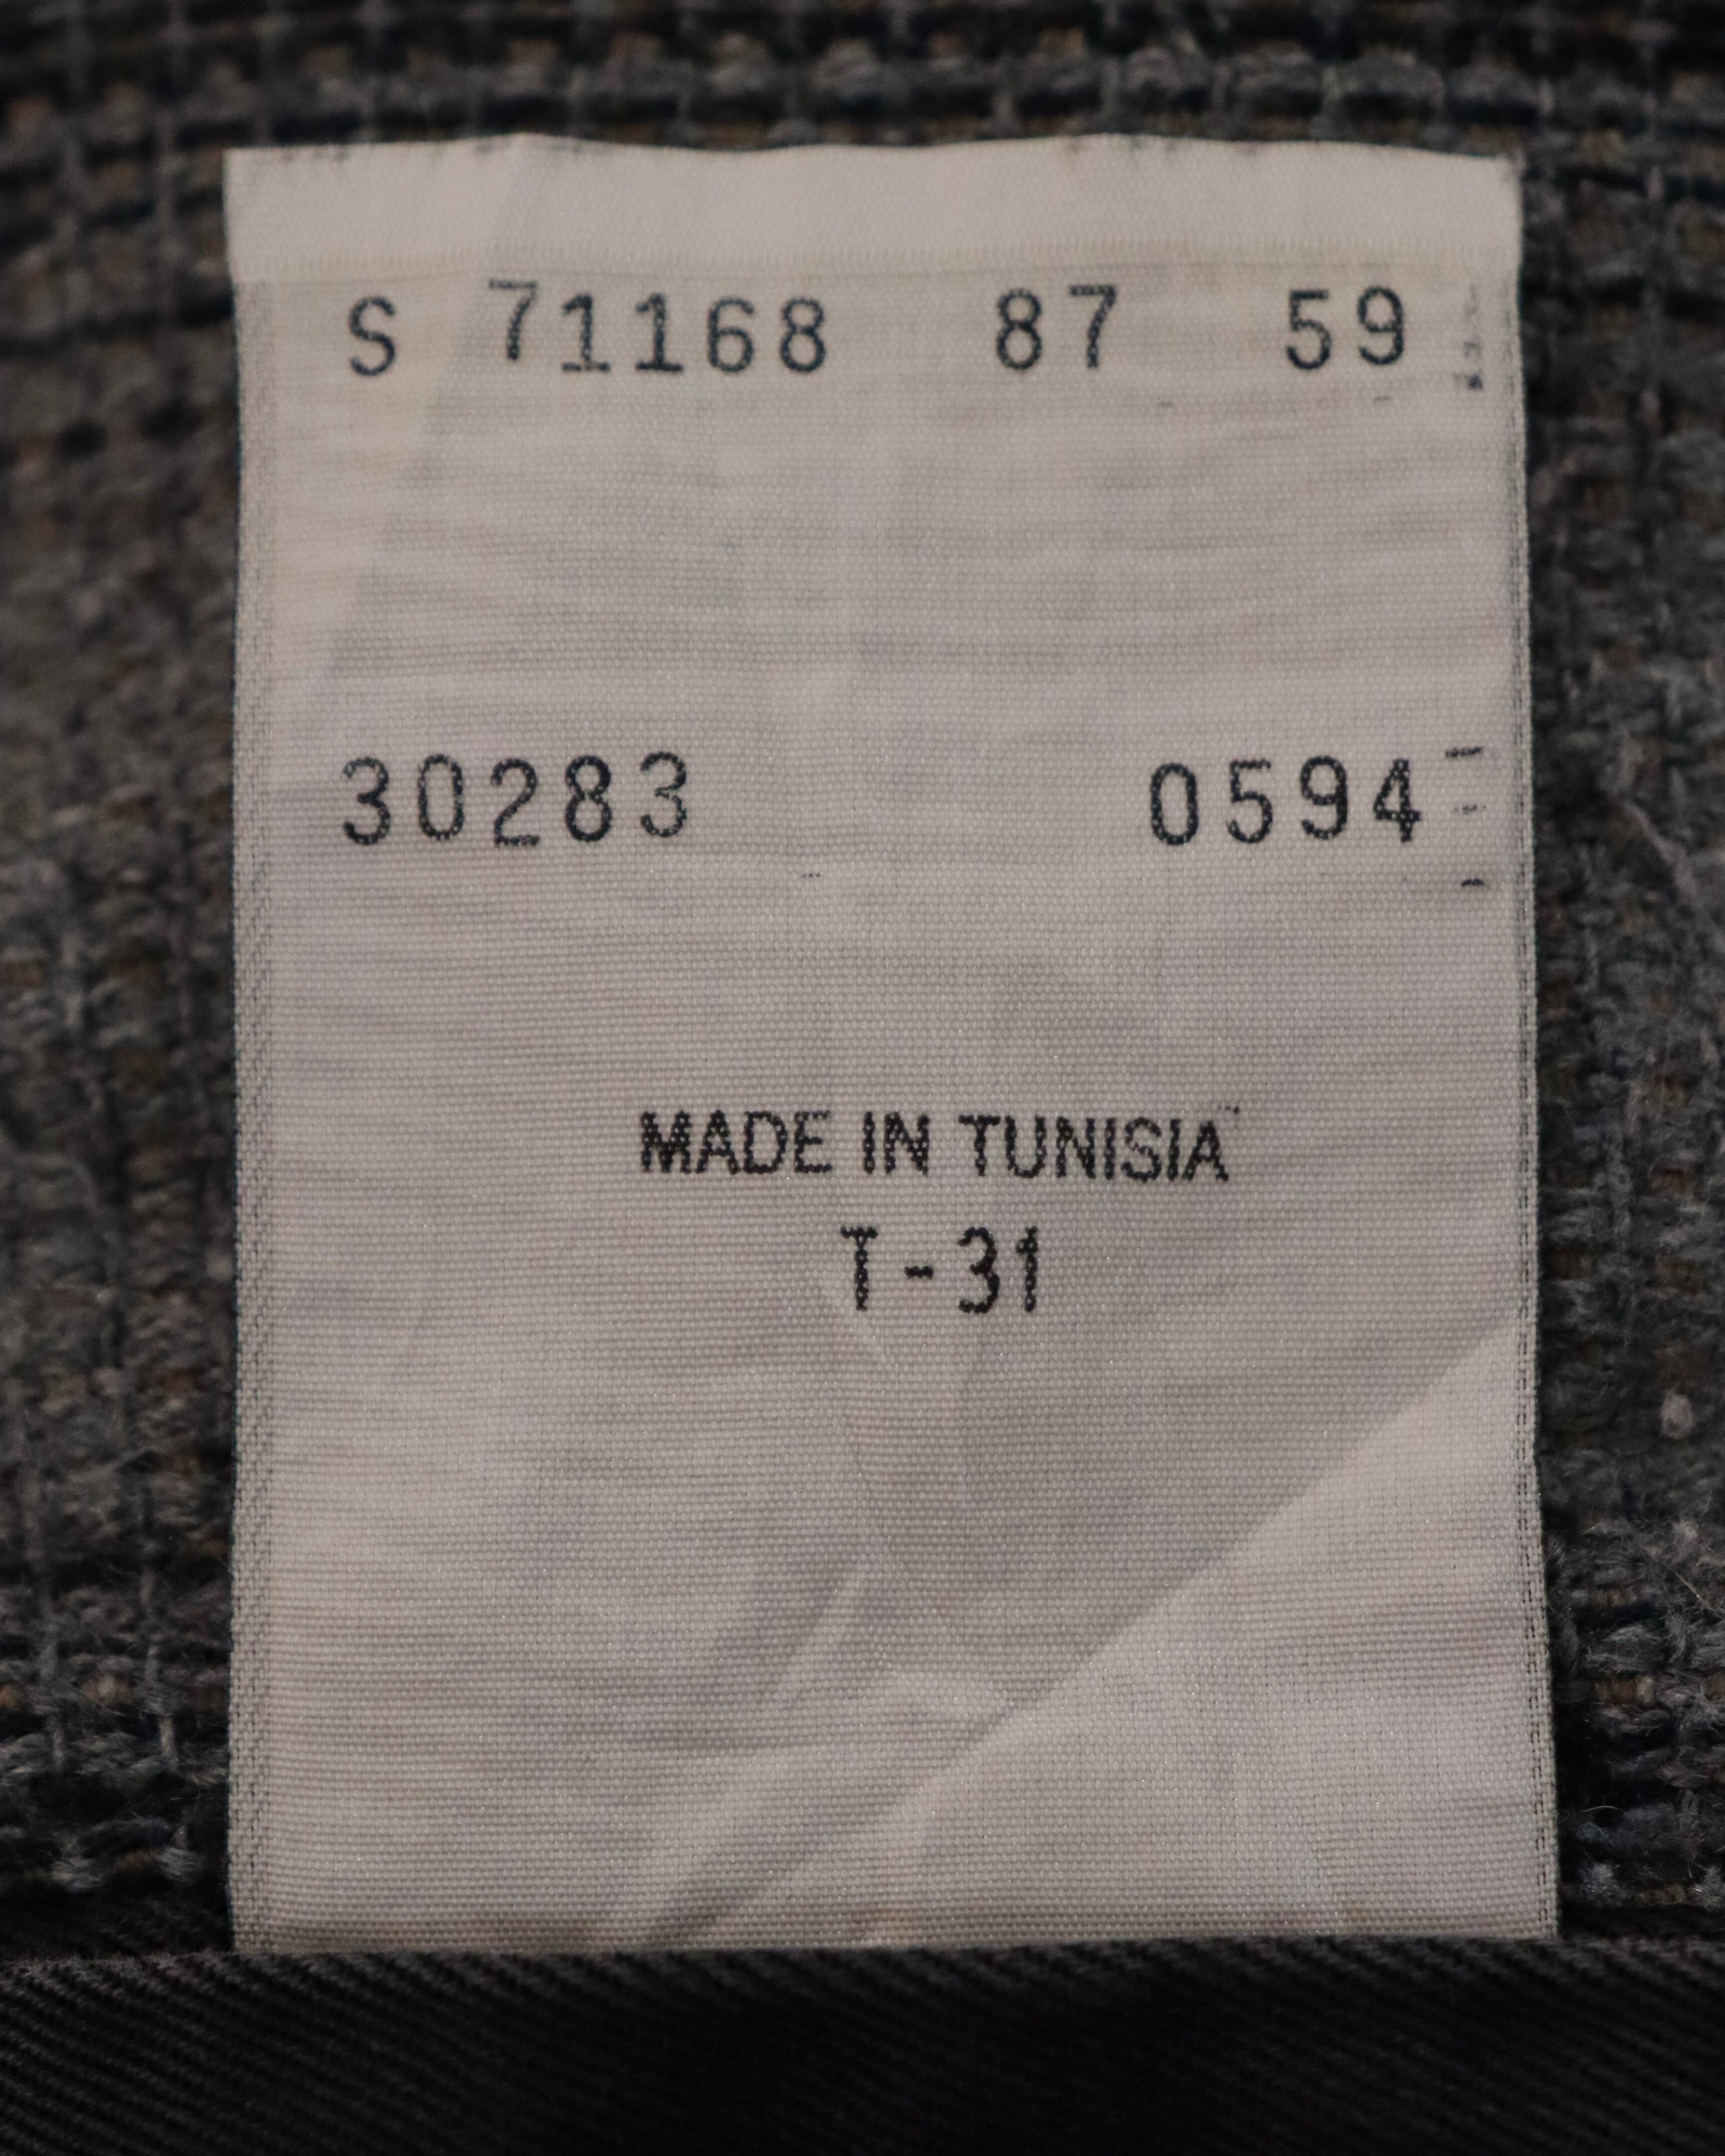 S 71168 87 59
30283 0594
MADE IN TUNISIA
T-31